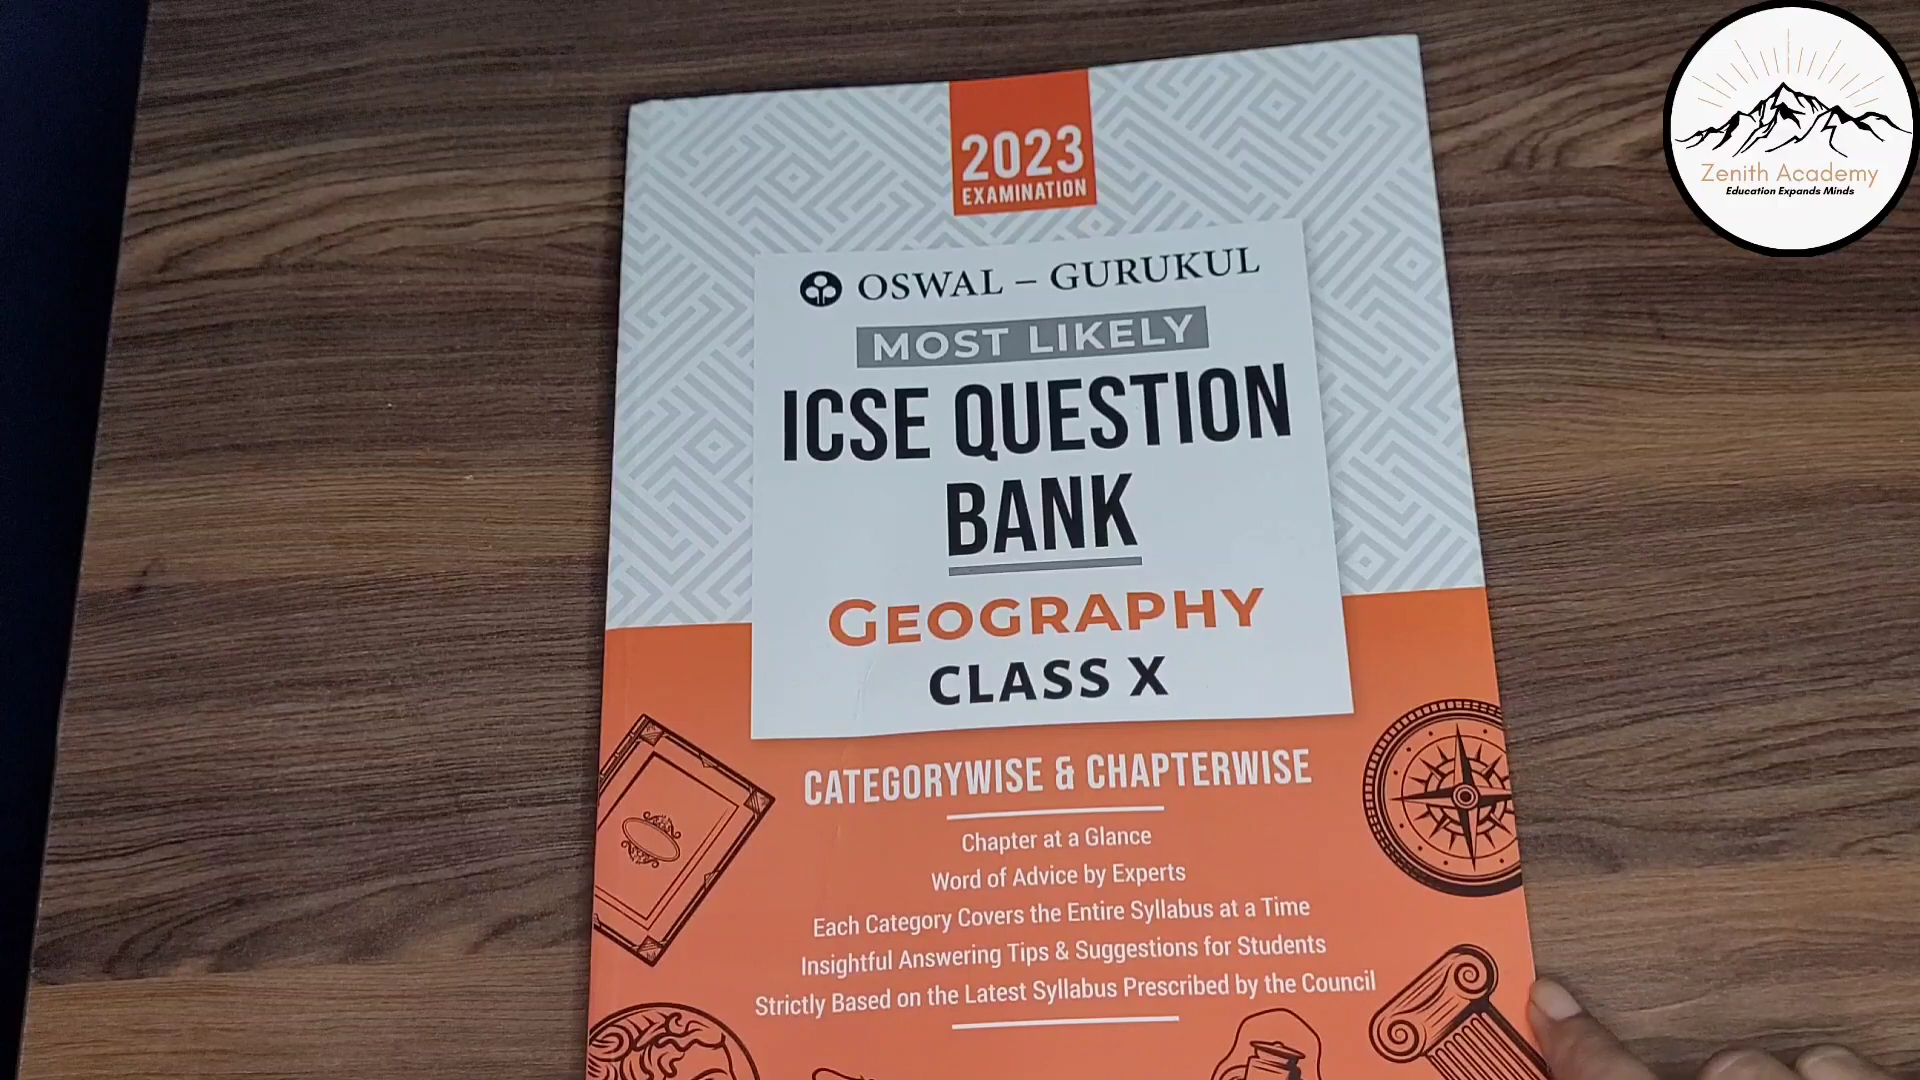 2023
EXAMINATION
OSWAL – GURUKUL
MOST LIKELY
ICSE QUESTION
BANK
GEOGRAPHY
CLASS X
CATEGORYWISE & CHAPTERWISE
Chapter at a Glance
Word of Advice by Experts
Each Category Covers the Entire Syllabus at a Time
Insightful Answering Tips & Suggestions for Students
Strictly Based on the Latest Syllabus Prescribed by the Council
Zenith Academy
Education Expands Minds